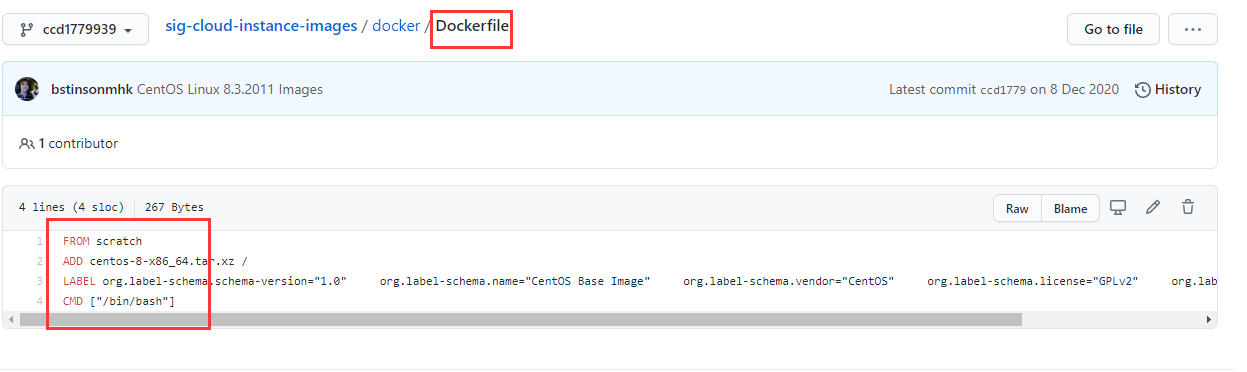 ccd1779939 sig-cloud-instance-images / docker / Dockerfile Go to file ...
bstinsonmhk CentOS Linux 8.3.2011 Images Latest commit ccd1779 on 8 Dec 2020 History
1 contributor
4 lines (4 sloc) 267 Bytes Raw Blame
1 FROM scratch
2 ADD centos-8-x86_64.tar.xz /
3 LABEL org.label-schema.schema-version="1.0" org.label-schema.name="CentOS Base Image" org.label-schema.vendor="CentOS" org.label-schema.license="GPLv2" org.lab
4 CMD ["/bin/bash"]